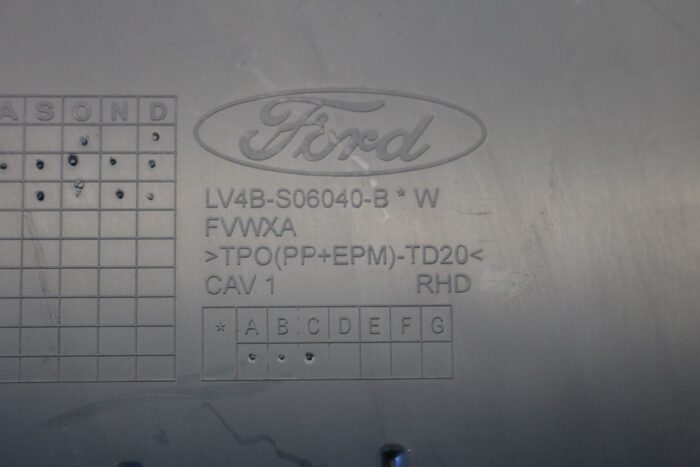 A S O N D
Ford
LV4B-S06040-B * W
FVWXA
>TPO(PP+EPM)-TD20<
CAV 1 RHD
* A B C D E F G